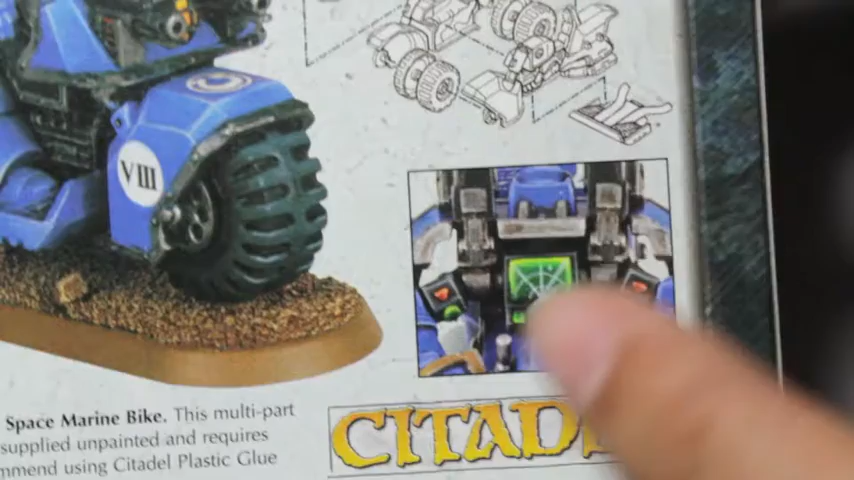 VIII
Space Marine Bike. This multi-part
supplied unpainted and requires
mmend using Citadel Plastic Glue
CITAD